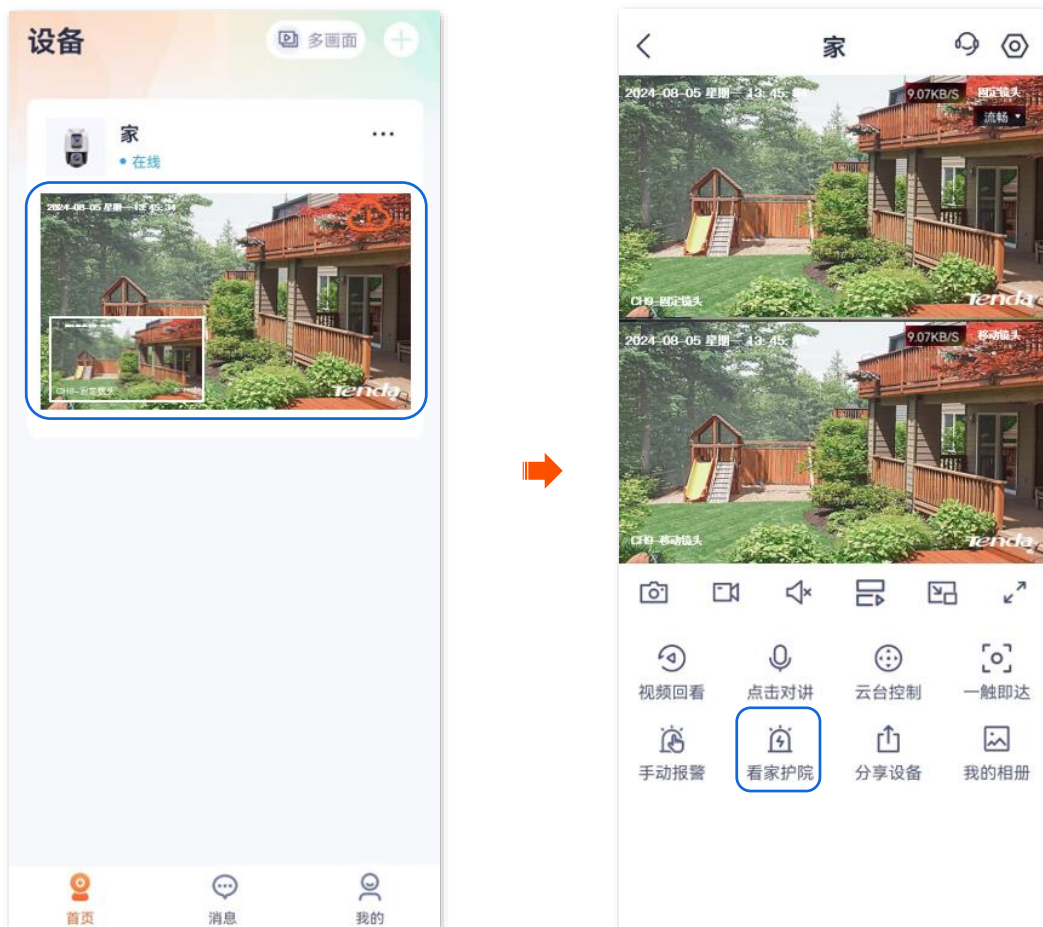 设备
多画面
家
在线
2024-08-05 星期一 13:45:34
CH9-固定镜头
Tenda
首页
消息
我的
家
2024-08-05 星期一 13:45:
9.07KB/S
固定镜头
流畅
CH9-固定镜头
Tenda
2024-08-05 星期一 13:45:
9.07KB/S
移动镜头
CH9-移动镜头
Tenda
视频回看 点击对讲 云台控制 一触即达
手动报警 看家护院 分享设备 我的相册